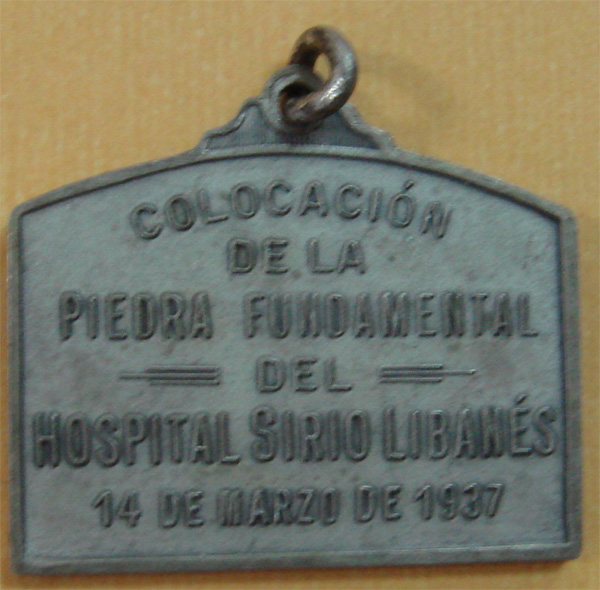 COLOCACIÓN
DE LA
PIEDRA FUNDAMENTAL
DEL
HOSPITAL SIRIO LIBANÉS
14 DE MARZO DE 1937